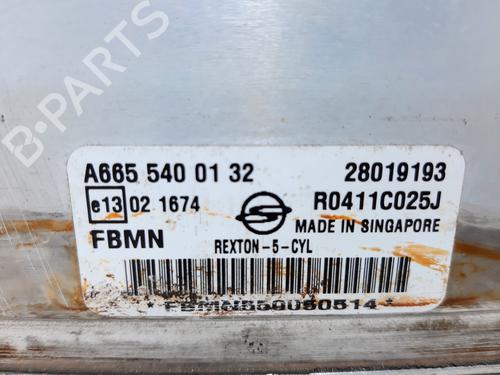 B-PARTS
A665 540 01 32 28019193
e13 02 1674 R0411C025J
MADE IN SINGAPORE
FBMN REXTON-5-CYL